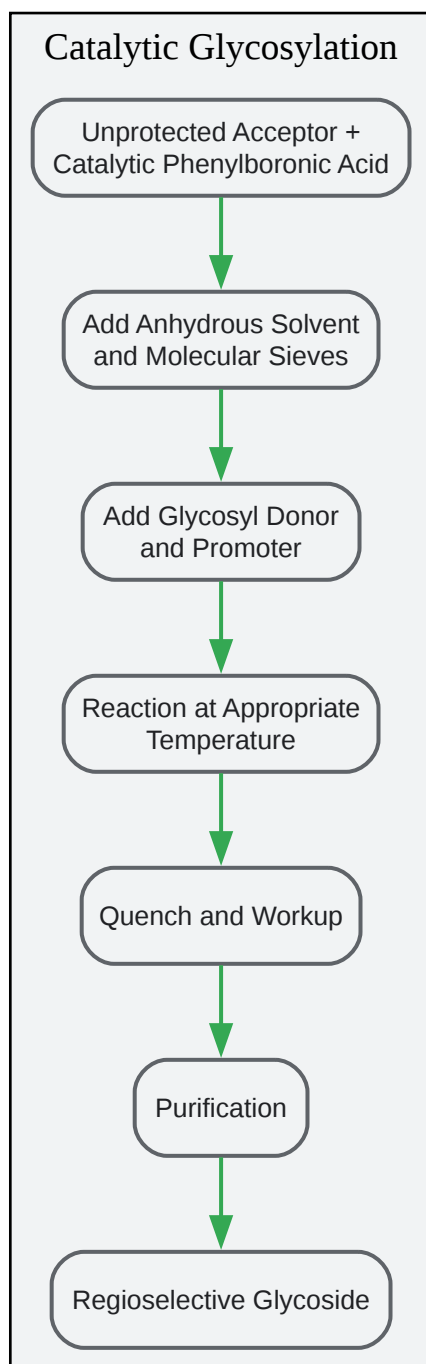 Catalytic Glycosylation
Unprotected Acceptor +
Catalytic Phenylboronic Acid
Add Anhydrous Solvent
and Molecular Sieves
Add Glycosyl Donor
and Promoter
Reaction at Appropriate
Temperature
Quench and Workup
Purification
Regioselective Glycoside